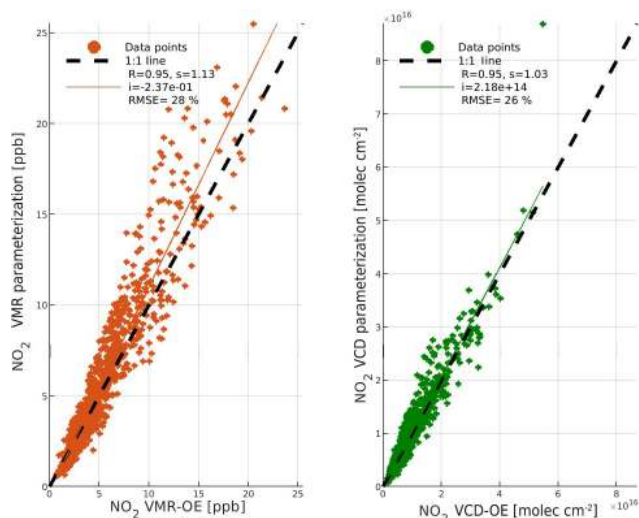 Data points
1:1 line
R=0.95, s=1.13
i=-2.37e-01
RMSE= 28 %
25
20
15
10
5
0
0
5
10
15
20
25
NO2 VMR parameterization [ppb]
NO2 VMR-OE [ppb]
×10^16
Data points
1:1 line
R=0.95, s=1.03
i=2.18e+14
RMSE= 26 %
8
7
6
5
4
3
2
1
0
0
2
4
6
8
×10^16
NO2 VCD parameterization [molec cm-2]
NO2 VCD-OE [molec cm-2]